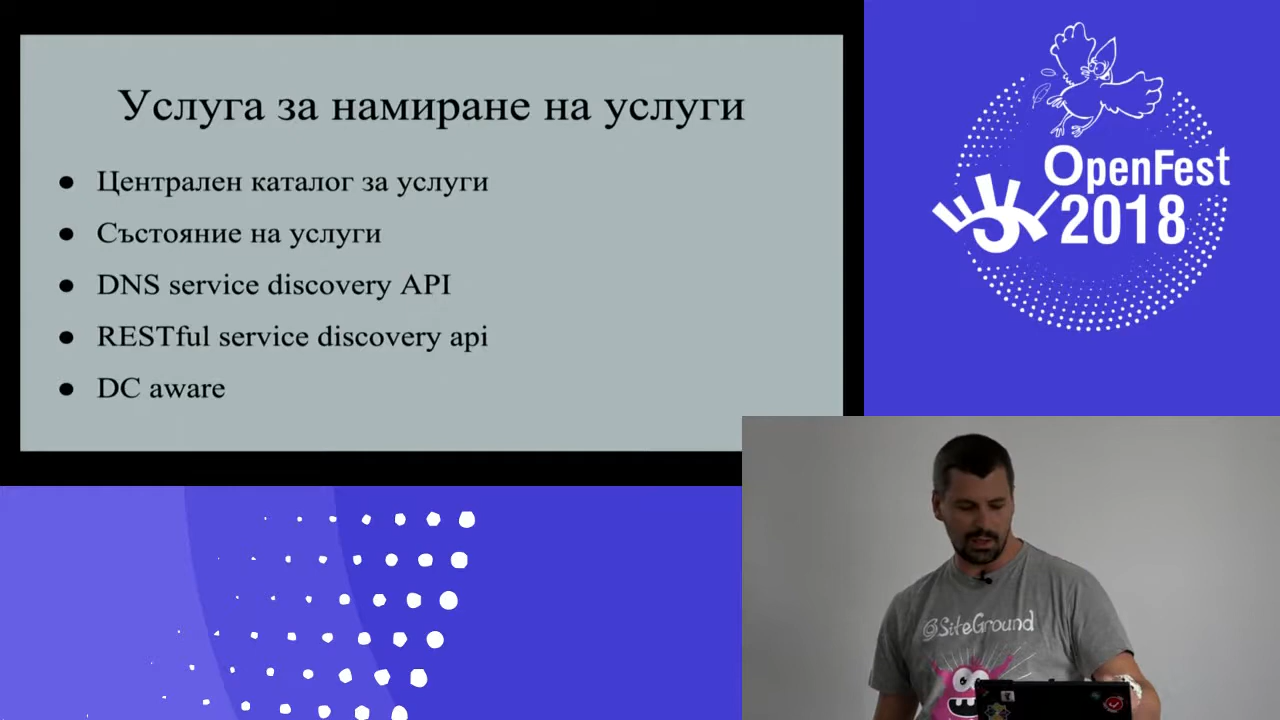 Услуга за намиране на услуги
● Централен каталог за услуги
● Състояние на услуги
● DNS service discovery API
● RESTful service discovery api
● DC aware
OpenFest
2018
@SiteGround